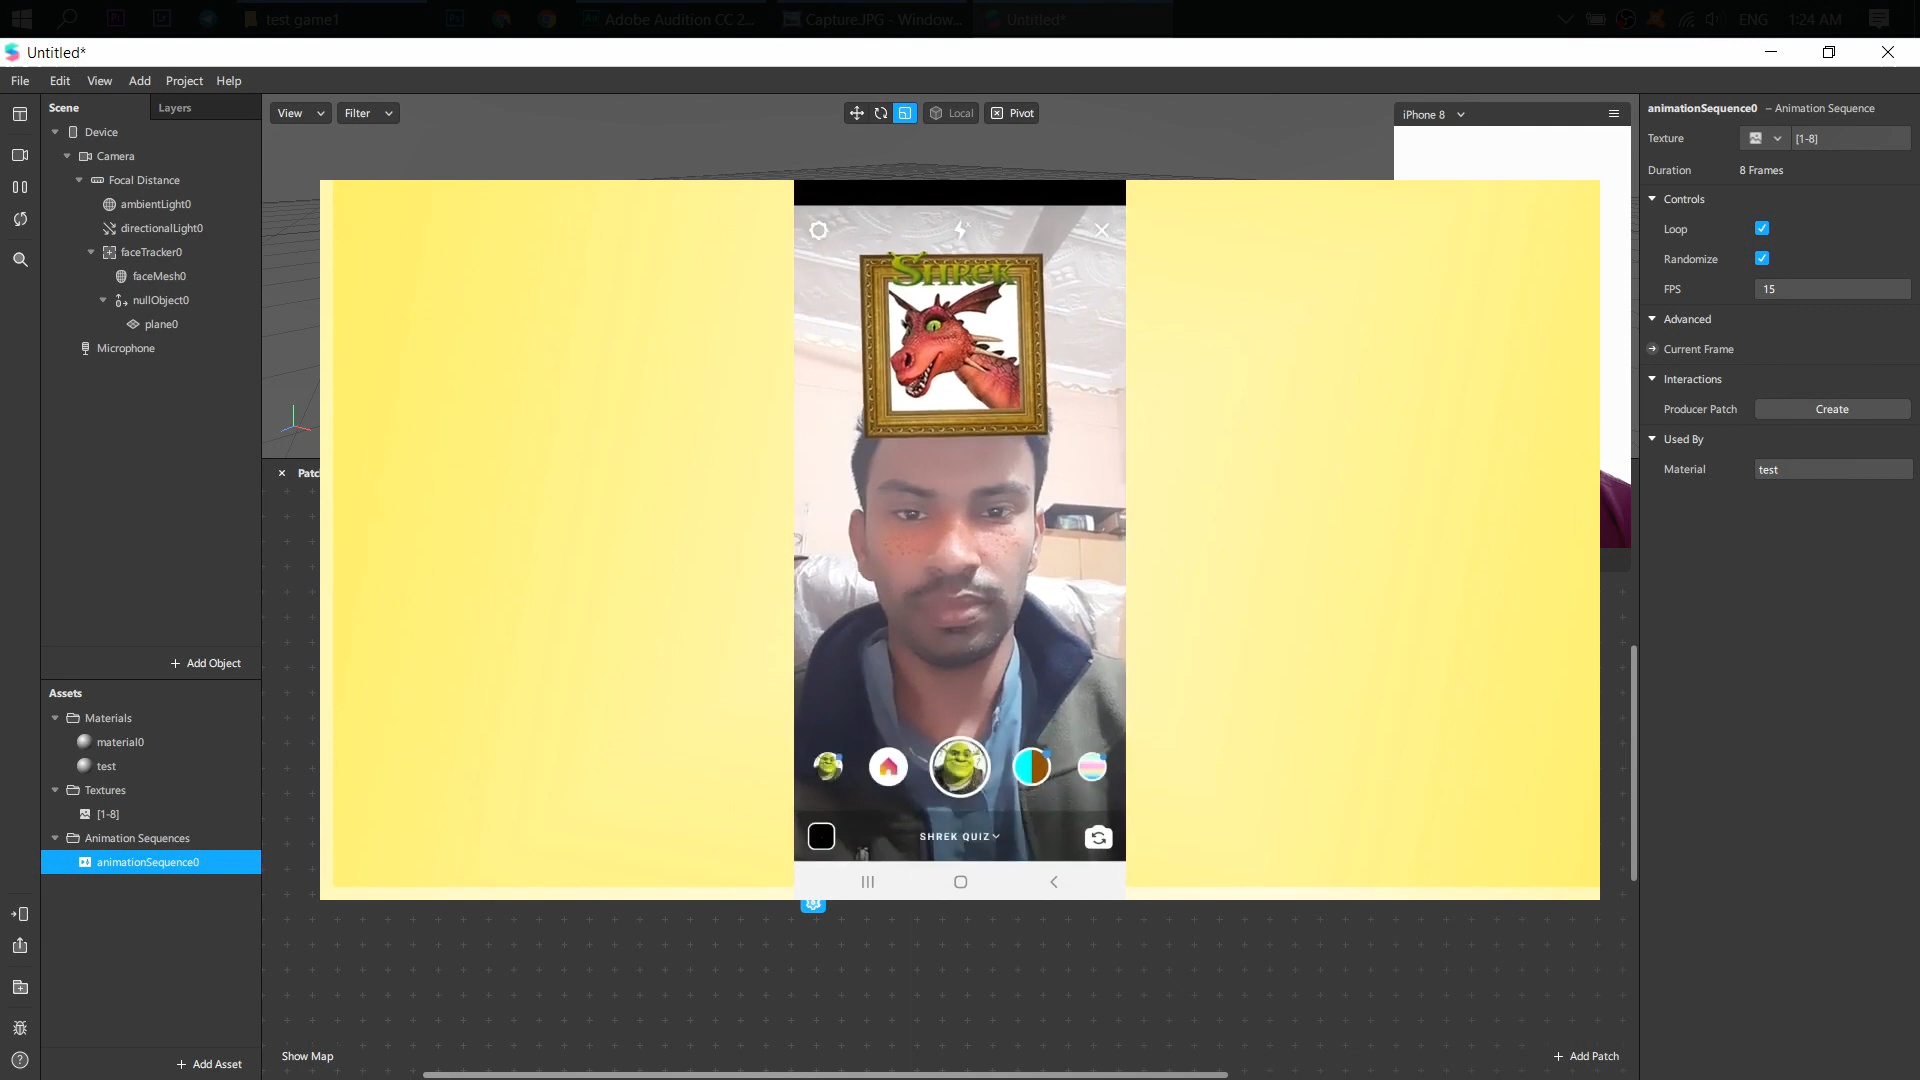 test game1
Adobe Audition CC 2...
Capture.JPG - Window...
Untitled*
ENG
1:24 AM
Untitled*
File Edit View Add Project Help
Scene
Layers
Device
Camera
Focal Distance
ambientLight0
directionalLight0
faceTracker0
faceMesh0
nullObject0
plane0
Microphone
+ Add Object
Assets
Materials
material0
test
Textures
[1-8]
Animation Sequences
animationSequence0
+ Add Asset
View
Filter
Local
Pivot
iPhone 8
× Patc
SHREK
SHREK QUIZ
Show Map
+ Add Patch
animationSequence0 – Animation Sequence
Texture [1-8]
Duration 8 Frames
Controls
Loop
Randomize
FPS 15
Advanced
Current Frame
Interactions
Producer Patch Create
Used By
Material test